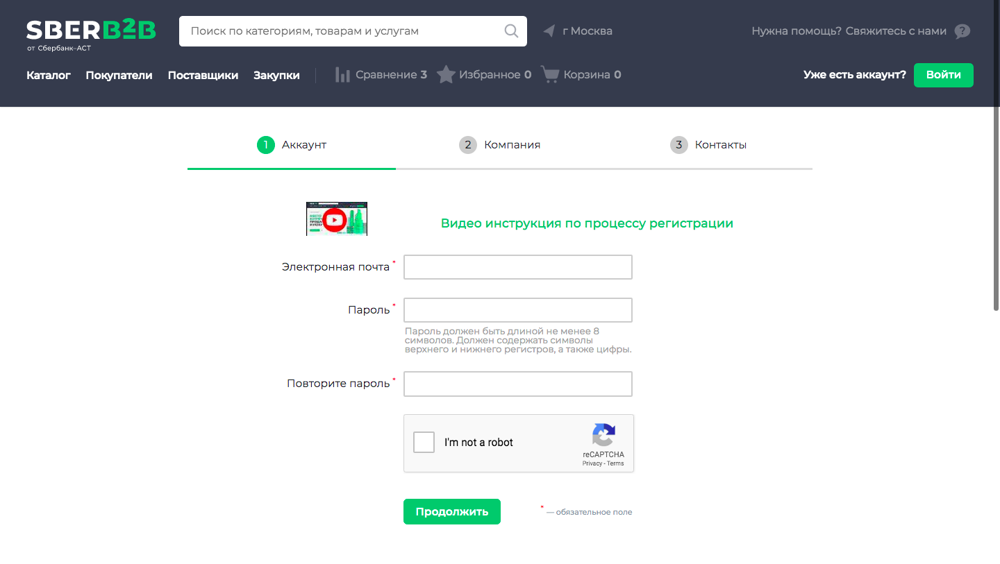 SBERB2B
от Сбербанк-АСТ
Поиск по категориям, товарам и услугам
г Москва
Нужна помощь? Свяжитесь с нами
?
Каталог
Покупатели
Поставщики
Закупки
Сравнение 3
Избранное 0
Корзина 0
Уже есть аккаунт?
Войти
1 Аккаунт
2 Компания
3 Контакты
Видео инструкция по процессу регистрации
Электронная почта *
Пароль *
Пароль должен быть длиной не менее 8
символов. Должен содержать символы
верхнего и нижнего регистров, а также цифры.
Повторите пароль *
I'm not a robot
reCAPTCHA
Privacy - Terms
Продолжить
* — обязательное поле